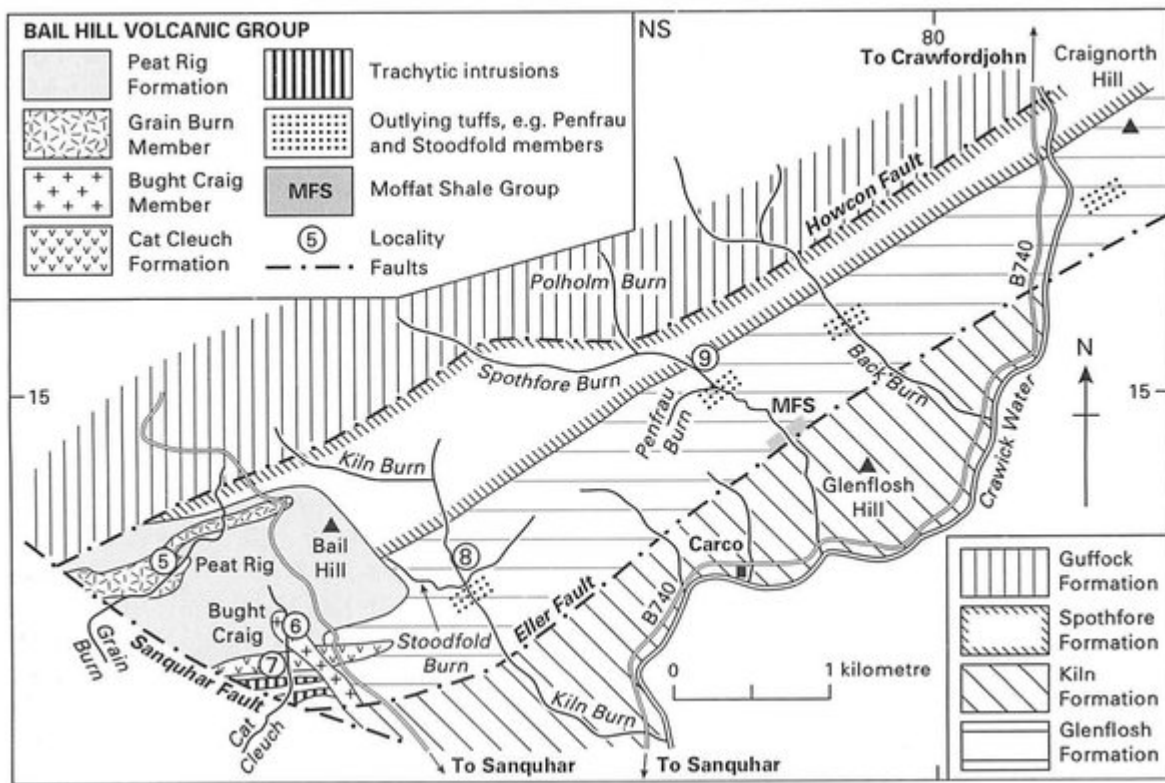 BAIL HILL VOLCANIC GROUP
Peat Rig
Formation
Grain Burn
Member
Bught Craig
Member
Cat Cleuch
Formation
Trachytic intrusions
Outlying tuffs, e.g. Penfrau
and Stoodfold members
MFS
Moffat Shale Group
5
Locality
Faults
NS
80
To Crawfordjohn
Craignorth
Hill
Howcon Fault
B740
Polholm Burn
Spothfore Burn
9
Back Burn
N
15
15
Penfrau
Burn
MFS
Crawick Water
Kiln Burn
Glenflosh
Hill
5
Peat Rig
Bail
Hill
8
Carco
Bught
Craig
6
Stoodfold
Burn
Eller Fault
B740
Grain
Burn
Sanquhar Fault
7
Cat
Cleuch
Kiln Burn
0
1 kilometre
To Sanquhar
To Sanquhar
Guffock
Formation
Spothfore
Formation
Kiln
Formation
Glenflosh
Formation